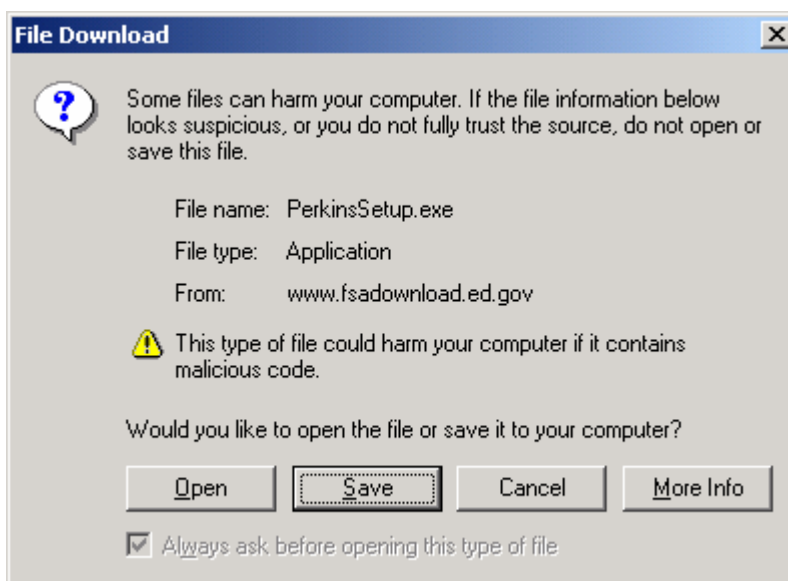 File Download
Some files can harm your computer. If the file information below
looks suspicious, or you do not fully trust the source, do not open or
save this file.
File name: PerkinsSetup.exe
File type: Application
From: www.fsadownload.ed.gov
This type of file could harm your computer if it contains
malicious code.
Would you like to open the file or save it to your computer?
Open Save Cancel More Info
Always ask before opening this type of file